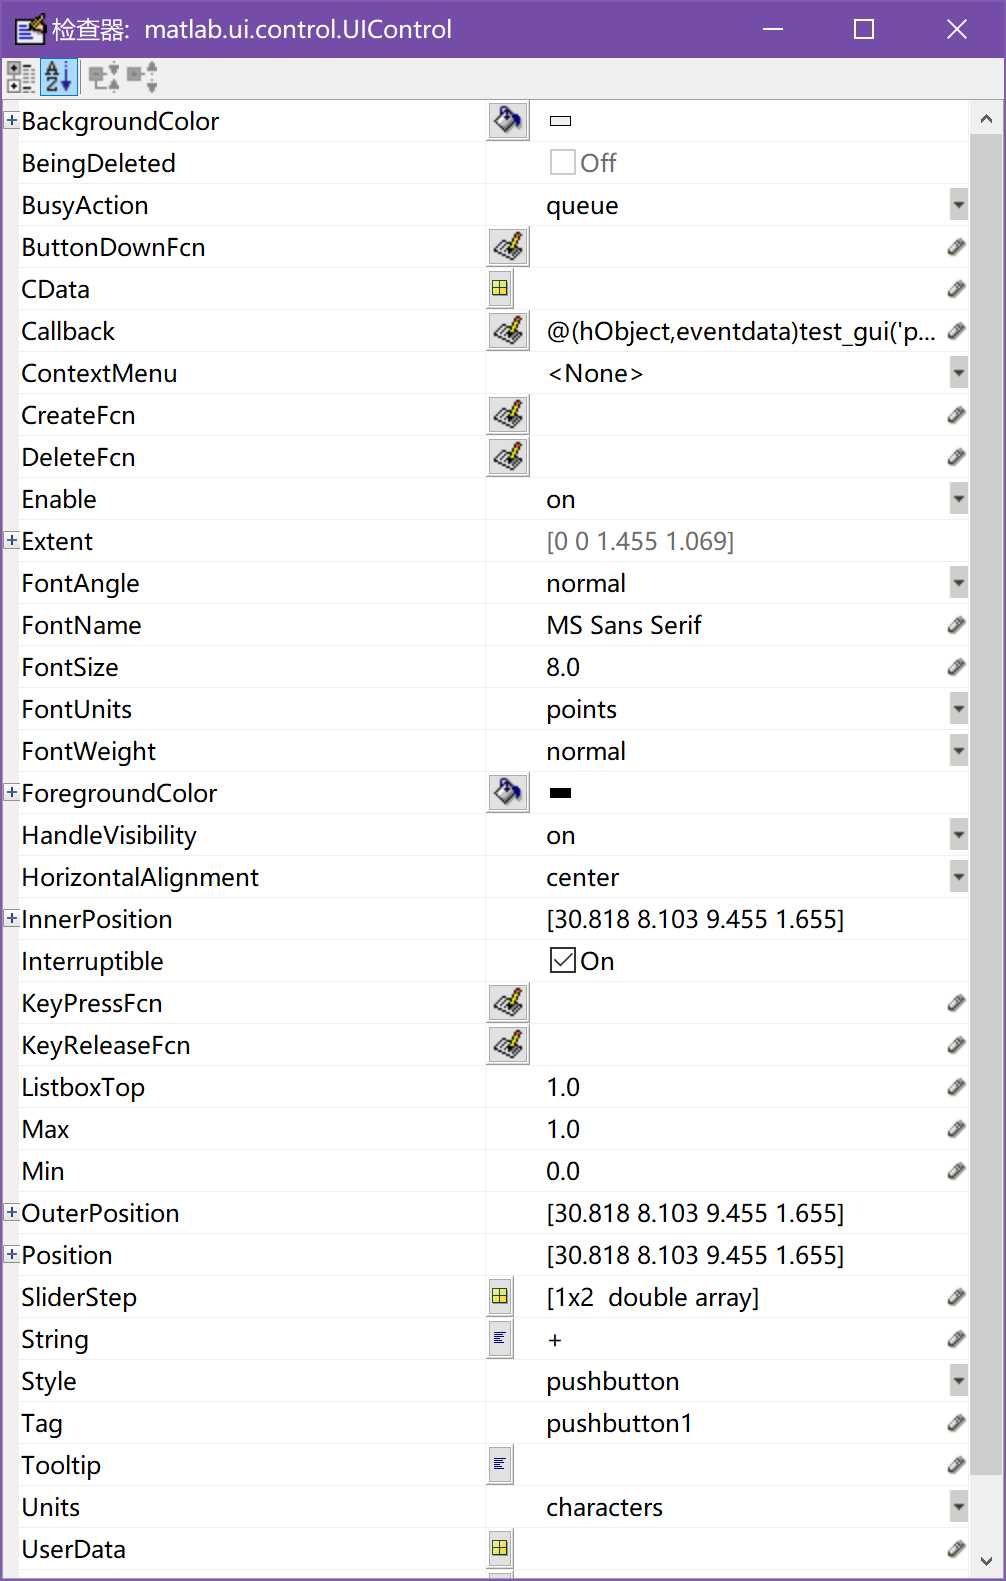 检查器: matlab.ui.control.UIControl
BackgroundColor
BeingDeleted Off
BusyAction queue
ButtonDownFcn
CData
Callback @(hObject,eventdata)test_gui('p...
ContextMenu <None>
CreateFcn
DeleteFcn
Enable on
Extent [0 0 1.455 1.069]
FontAngle normal
FontName MS Sans Serif
FontSize 8.0
FontUnits points
FontWeight normal
ForegroundColor
HandleVisibility on
HorizontalAlignment center
InnerPosition [30.818 8.103 9.455 1.655]
Interruptible On
KeyPressFcn
KeyReleaseFcn
ListboxTop 1.0
Max 1.0
Min 0.0
OuterPosition [30.818 8.103 9.455 1.655]
Position [30.818 8.103 9.455 1.655]
SliderStep [1x2 double array]
String +
Style pushbutton
Tag pushbutton1
Tooltip
Units characters
UserData